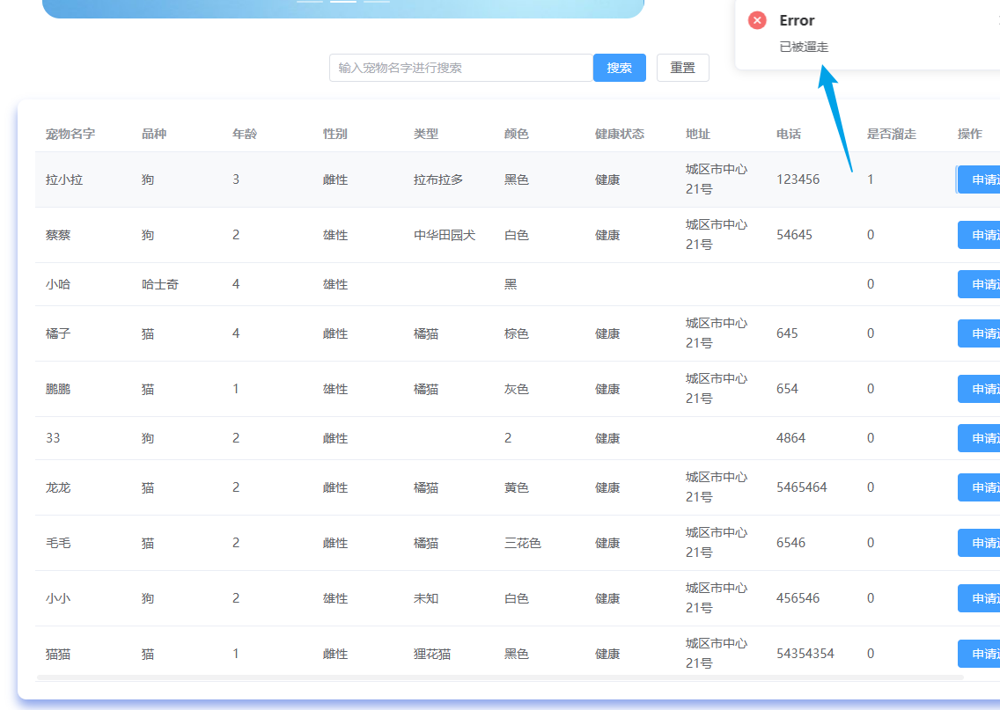 Error
已被遛走
输入宠物名字进行搜索 搜索 重置
宠物名字 品种 年龄 性别 类型 颜色 健康状态 地址 电话 是否溜走 操作
拉小拉 狗 3 雌性 拉布拉多 黑色 健康 城区市中心21号 123456 1 申请
蔡蔡 狗 2 雄性 中华田园犬 白色 健康 城区市中心21号 54645 0 申请
小哈 哈士奇 4 雄性 黑 0 申请
橘子 猫 4 雌性 橘猫 棕色 健康 城区市中心21号 645 0 申请
鹏鹏 猫 1 雄性 橘猫 灰色 健康 城区市中心21号 654 0 申请
33 狗 2 雌性 2 健康 4864 0 申请
龙龙 猫 2 雌性 橘猫 黄色 健康 城区市中心21号 5465464 0 申请
毛毛 猫 2 雌性 橘猫 三花色 健康 城区市中心21号 6546 0 申请
小小 狗 2 雄性 未知 白色 健康 城区市中心21号 456546 0 申请
猫猫 猫 1 雌性 狸花猫 黑色 健康 城区市中心21号 54354354 0 申请